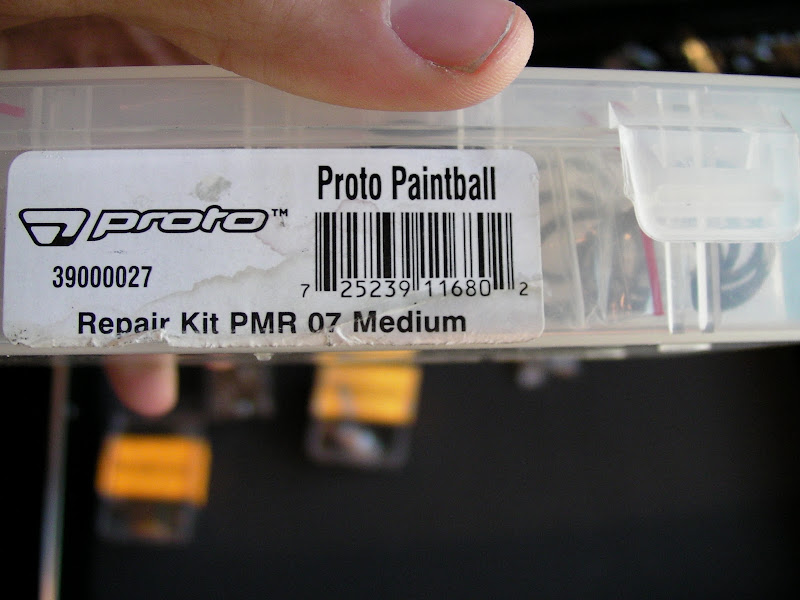 Proto Paintball
proto™
39000027
7 25239 11680 2
Repair Kit PMR 07 Medium